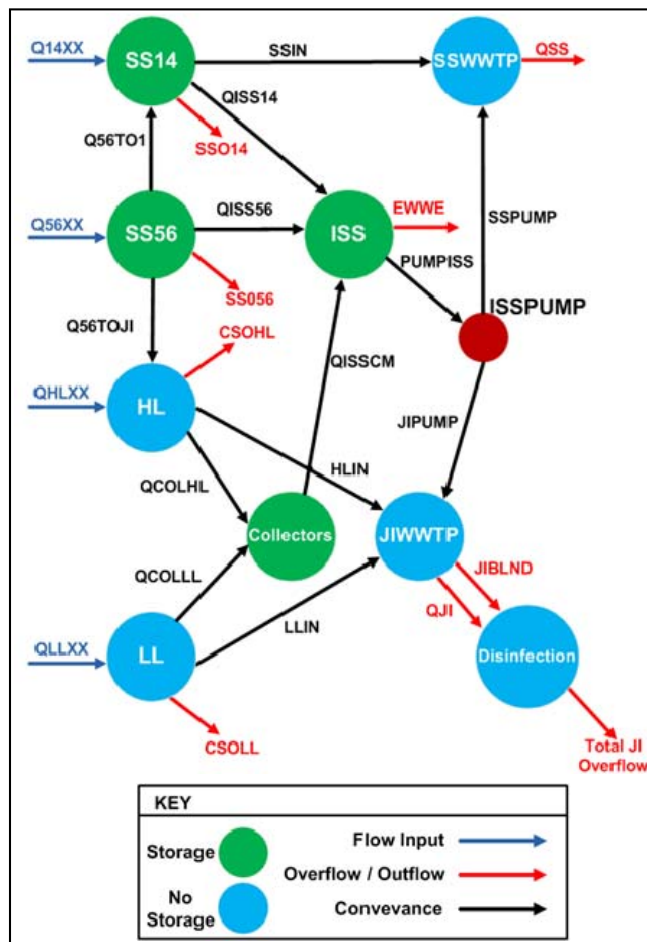 Q14XX
SS14
SSIN
SSWWTP
QSS
QISS14
SSO14
Q56TO1
Q56XX
SS56
QISS56
ISS
EWWE
SSPUMP
PUMPISS
ISSPUMP
SS056
Q56TOJI
CSOHL
QISSCM
QHLXX
HL
JIPUMP
HLIN
QCOLHL
Collectors
JIWWTP
QCOLLL
JIBLND
QJI
LLIN
QLLXX
LL
Disinfection
CSOLL
Total JI
Overflow
KEY
Storage
Flow Input
Overflow / Outflow
No
Storage
Convevance